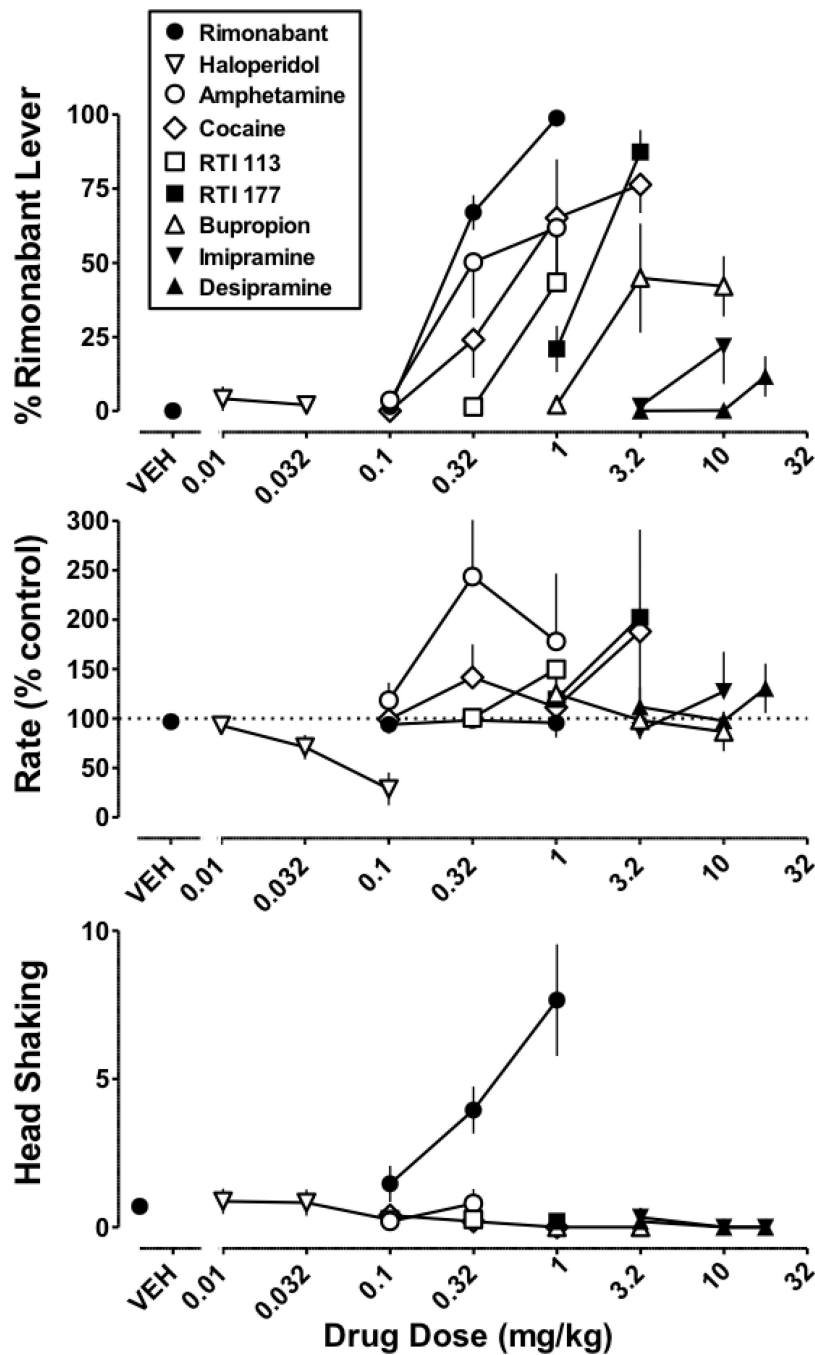 Rimonabant
Haloperidol
Amphetamine
Cocaine
RTI 113
RTI 177
Bupropion
Imipramine
Desipramine
% Rimonabant Lever
100
75
50
25
0
VEH 0.01 0.032 0.1 0.32 1 3.2 10 32
Rate (% control)
300
250
200
150
100
50
0
VEH 0.01 0.032 0.1 0.32 1 3.2 10 32
Head Shaking
10
5
0
VEH 0.01 0.032 0.1 0.32 1 3.2 10 32
Drug Dose (mg/kg)